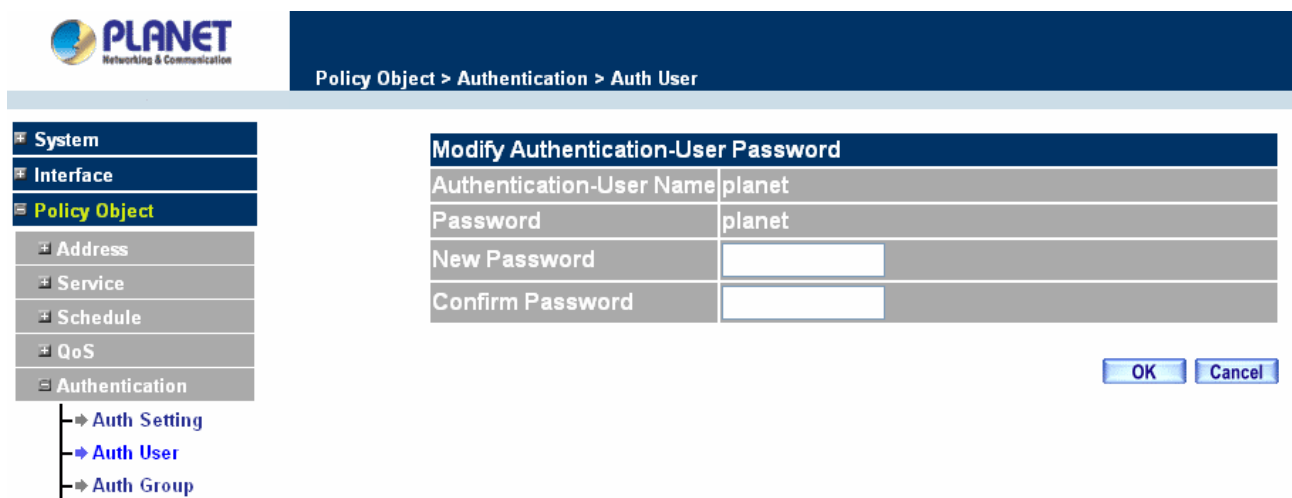 PLANET
Networking & Communication
Policy Object > Authentication > Auth User
System
Interface
Policy Object
Address
Service
Schedule
QoS
Authentication
Auth Setting
Auth User
Auth Group
Modify Authentication-User Password
Authentication-User Name planet
Password planet
New Password
Confirm Password
OK Cancel